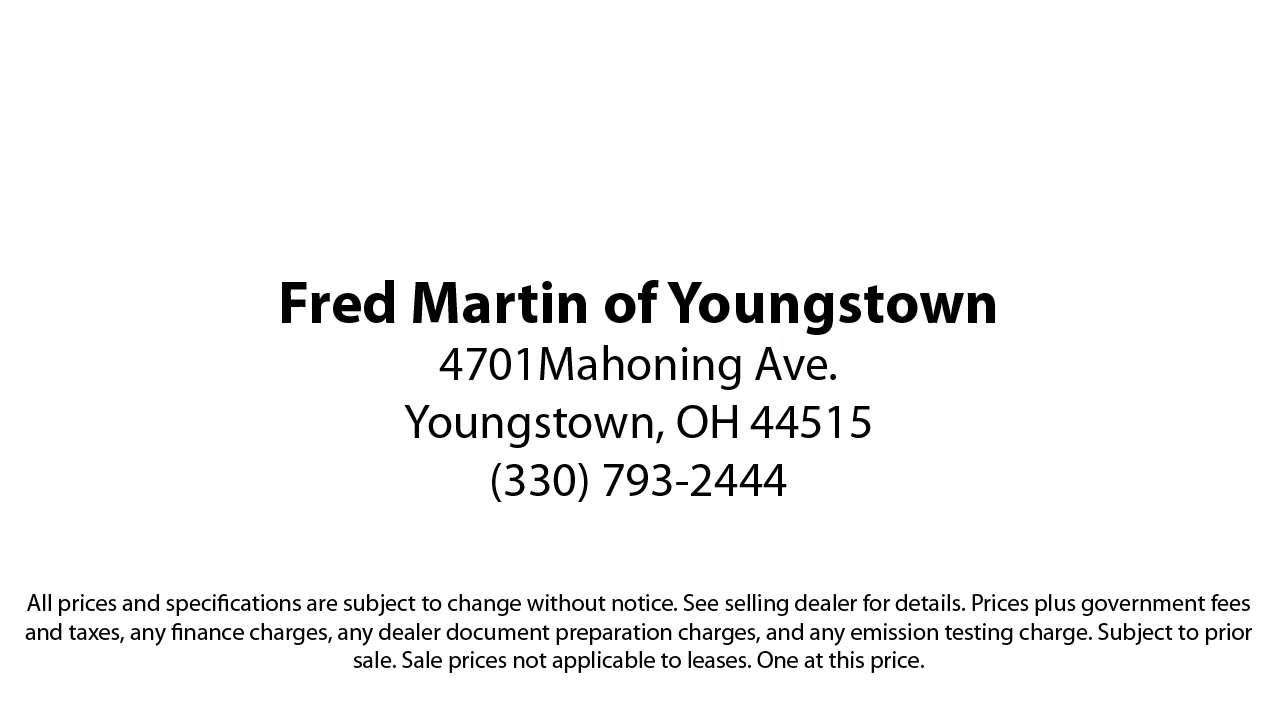 Fred Martin of Youngstown
4701Mahoning Ave.
Youngstown, OH 44515
(330) 793-2444
All prices and specifications are subject to change without notice. See selling dealer for details. Prices plus government fees
and taxes, any finance charges, any dealer document preparation charges, and any emission testing charge. Subject to prior
sale. Sale prices not applicable to leases. One at this price.